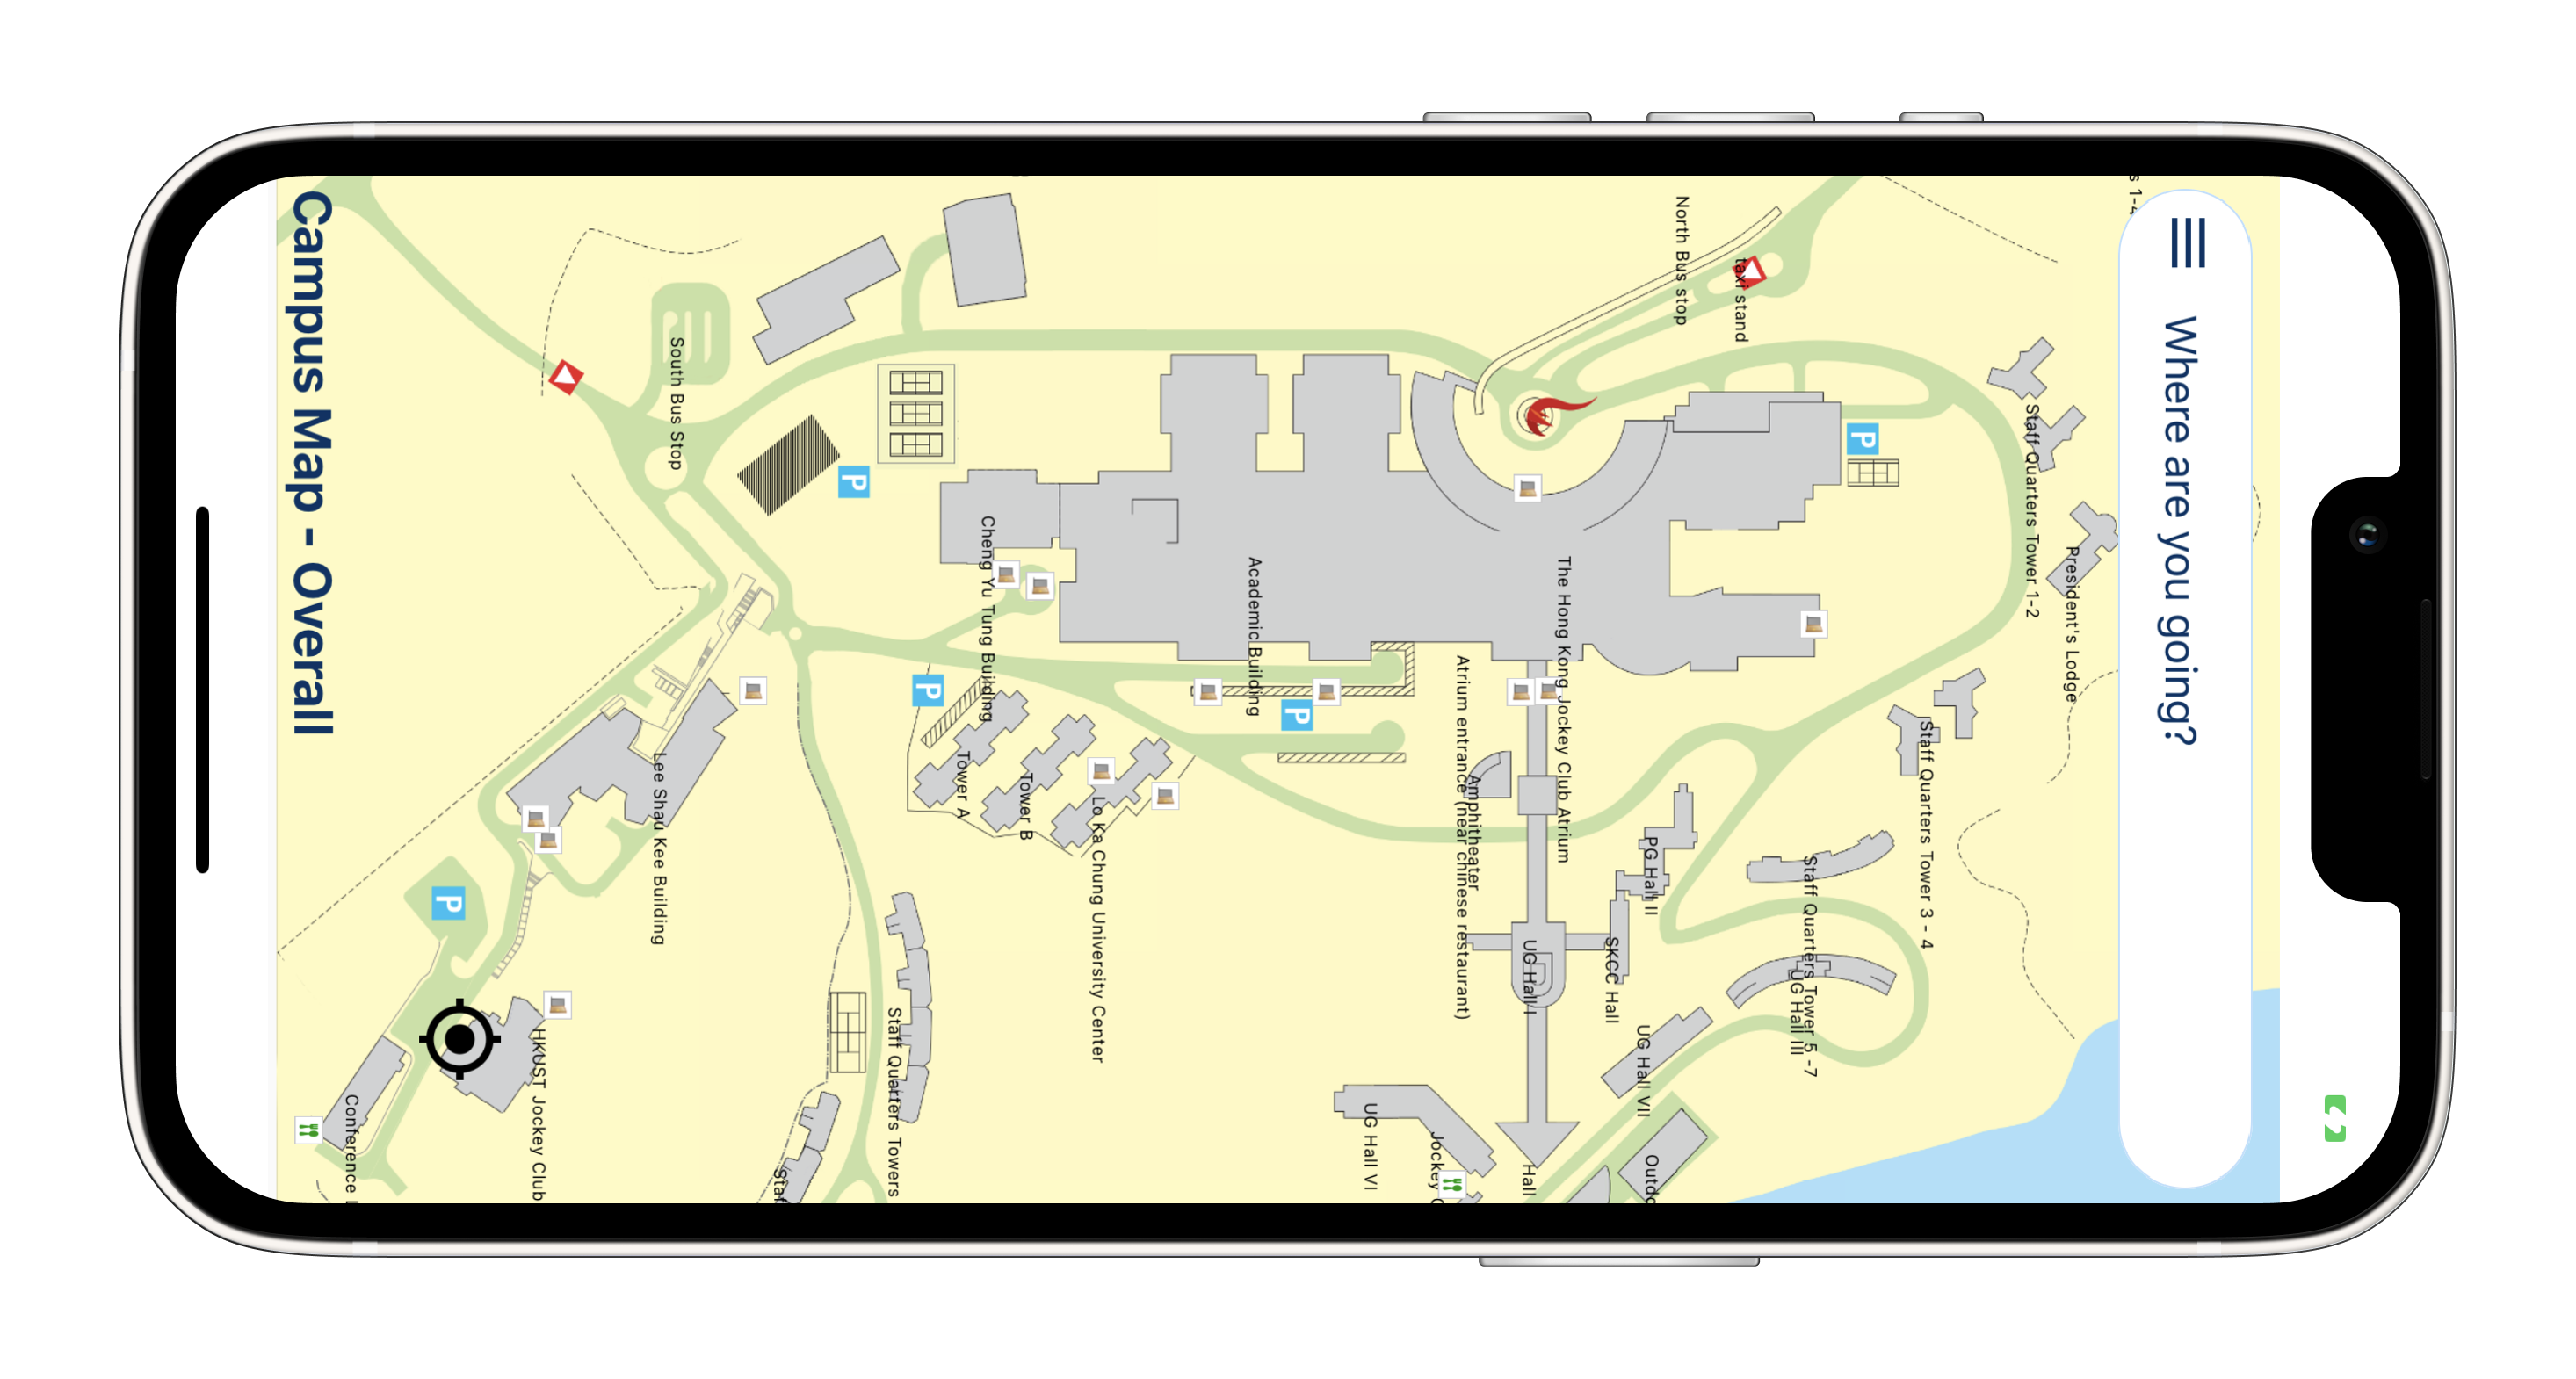 s 1-4
Where are you going?
President's Lodge
Staff Quarters Tower 1-2
Staff Quarters Tower 3 - 4
Staff Quarters Tower 5 -7
UG Hall III
taxi stand
North Bus stop
PG Hall II
SKCC Hall
UG Hall VII
Outdo
The Hong Kong Jockey Club Atrium
UG Hall I
Hall
Amphitheater
Atrium entrance (near chinese restaurant)
Jockey C
UG Hall VI
Academic Building
Lo Ka Chung University Center
Tower B
Cheng Yu Tung Building
Tower A
Staff Quarters Towers
Staf
P
P
P
P
P
South Bus Stop
Lee Shau Kee Building
HKUST Jockey Club
Conference
Campus Map - Overall